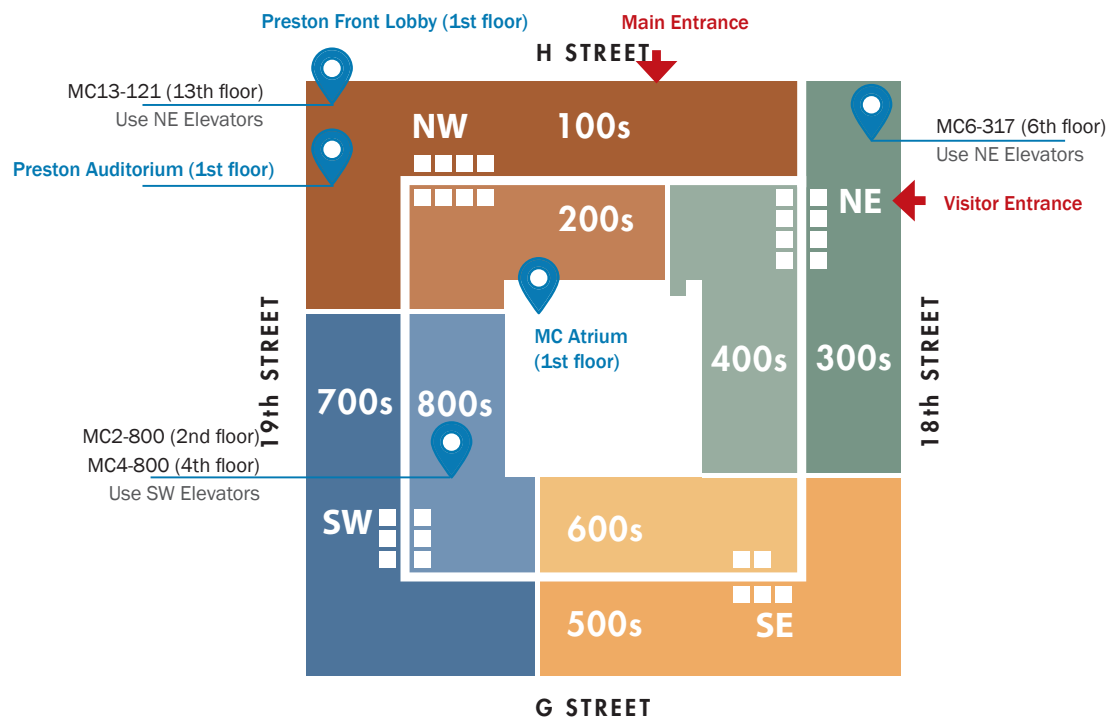 Preston Front Lobby (1st floor)
Main Entrance
H STREET
MC13-121 (13th floor)
Use NE Elevators
NW
100s
MC6-317 (6th floor)
Use NE Elevators
Preston Auditorium (1st floor)
200s
NE
Visitor Entrance
19th STREET
MC Atrium
(1st floor)
400s
300s
18th STREET
700s
800s
MC2-800 (2nd floor)
MC4-800 (4th floor)
Use SW Elevators
SW
600s
500s
SE
G STREET